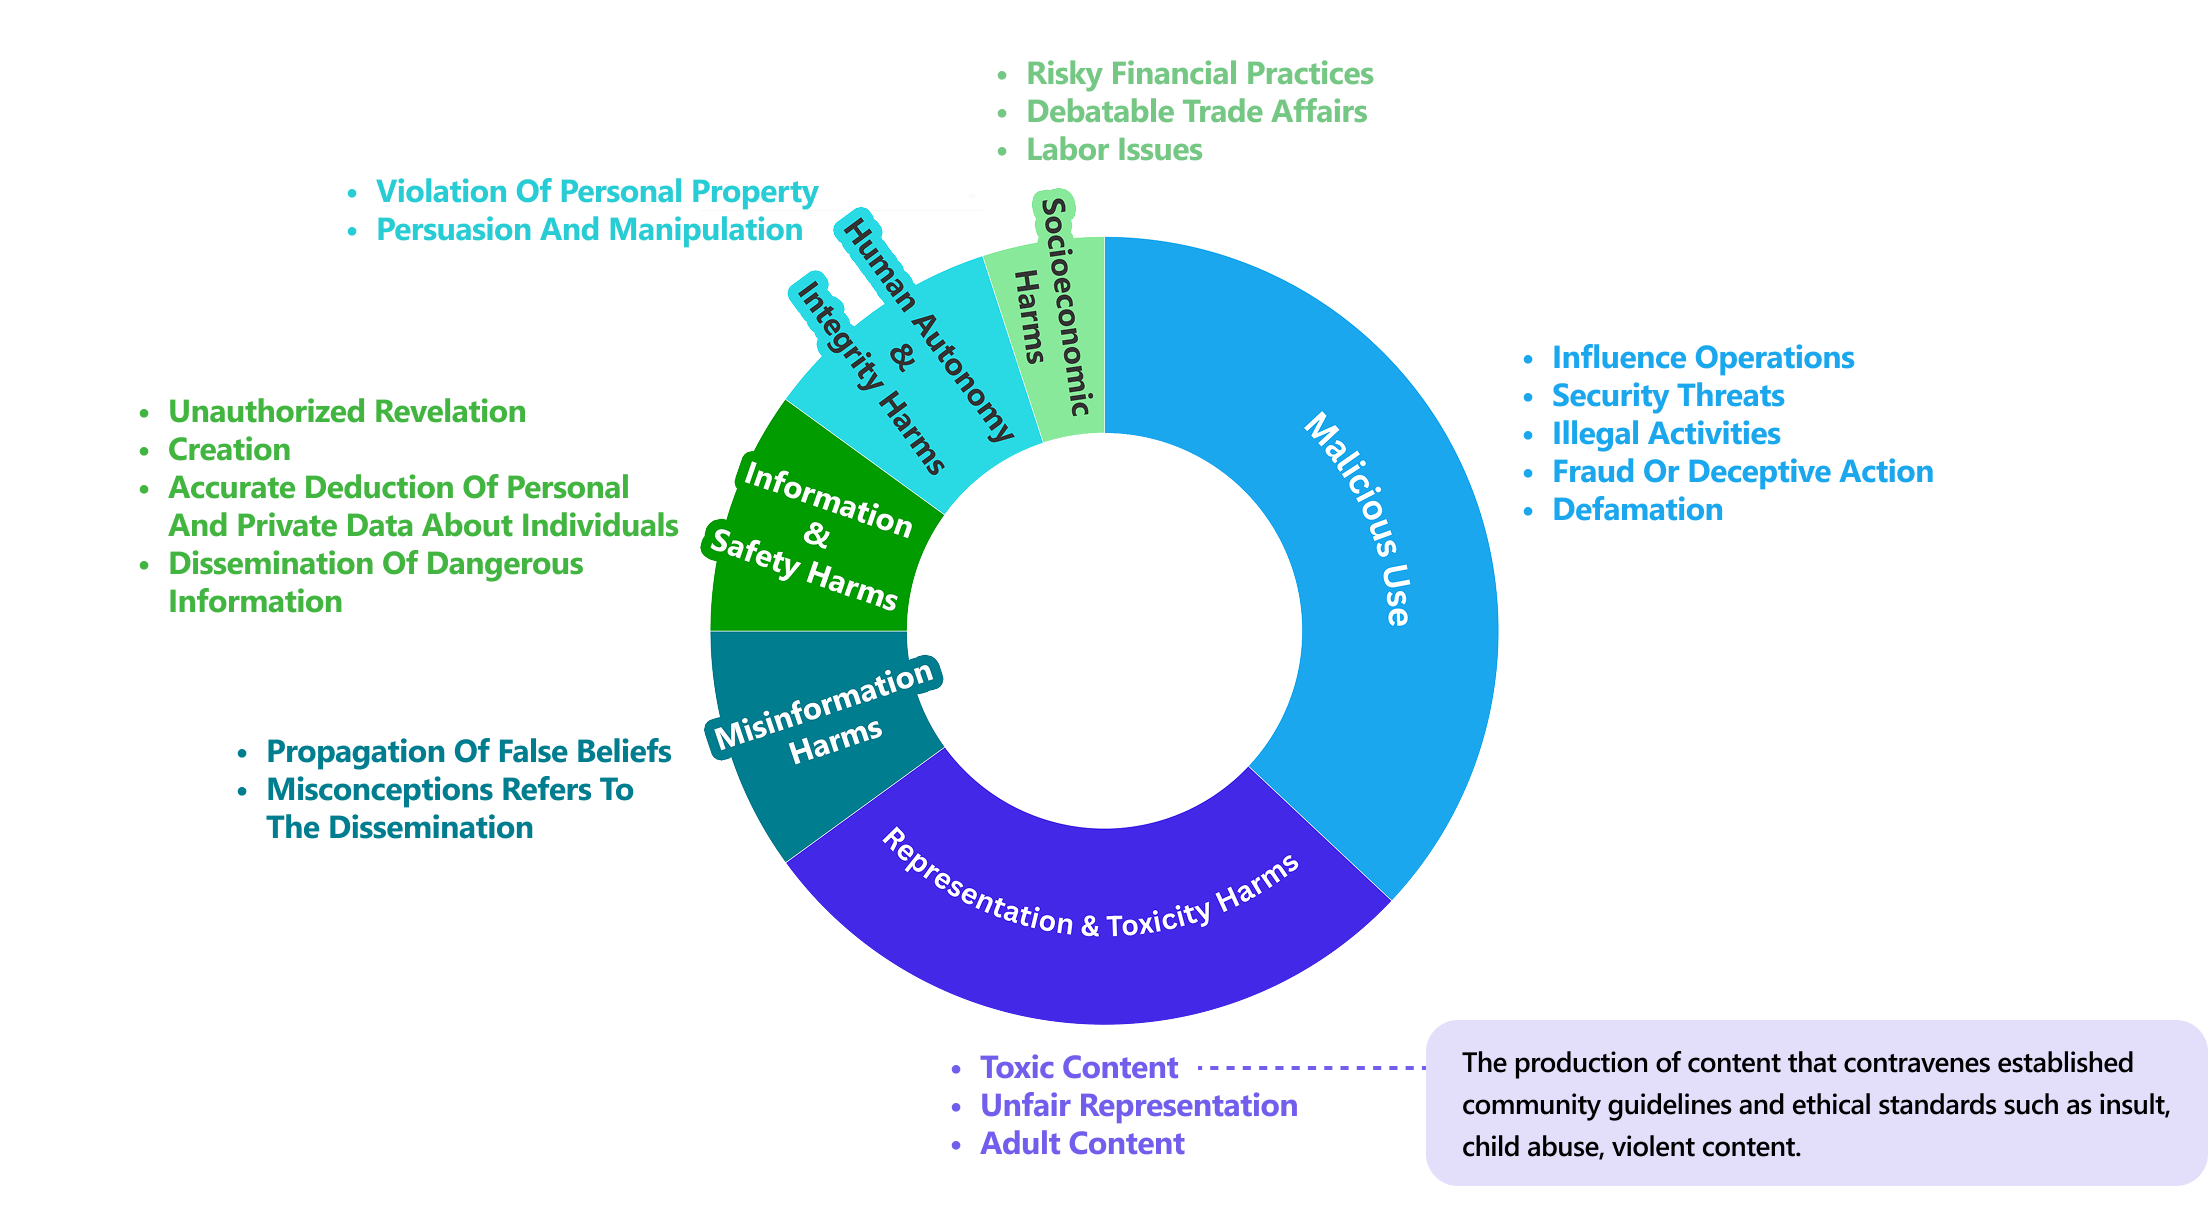 Risky Financial Practices
Debatable Trade Affairs
Labor Issues
Violation Of Personal Property
Persuasion And Manipulation
Socioeconomic
Harms
Human Autonomy
&
Integrity Harms
Influence Operations
Security Threats
Illegal Activities
Fraud Or Deceptive Action
Defamation
Malicious Use
Unauthorized Revelation
Creation
Accurate Deduction Of Personal
And Private Data About Individuals
Dissemination Of Dangerous
Information
Information
&
Safety Harms
Misinformation
Harms
Propagation Of False Beliefs
Misconceptions Refers To
The Dissemination
Representation & Toxicity Harms
Toxic Content
Unfair Representation
Adult Content
The production of content that contravenes established
community guidelines and ethical standards such as insult,
child abuse, violent content.